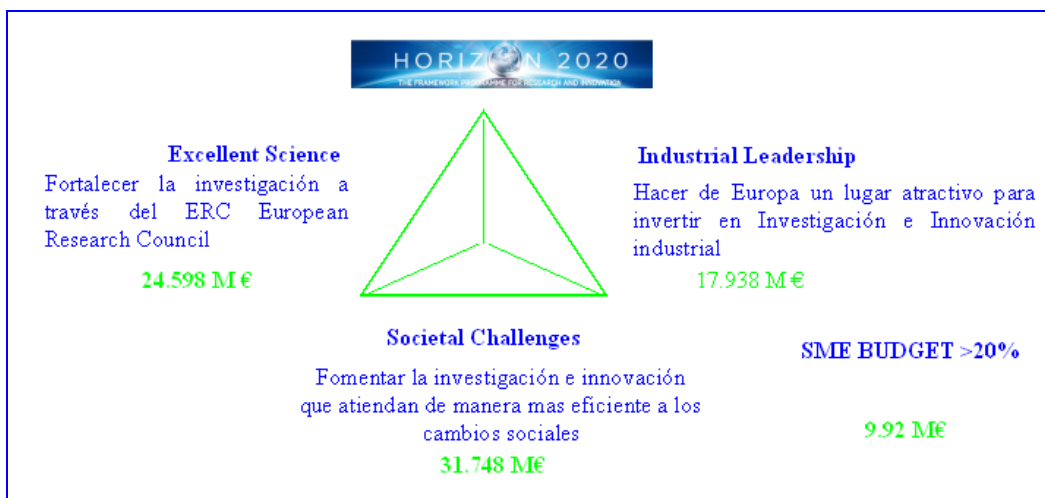 HORIZON 2020
THE FRAMEWORK PROGRAMME FOR RESEARCH AND INNOVATION
Excellent Science
Fortalecer la investigación a
través del ERC European
Research Council
24.598 M €
Industrial Leadership
Hacer de Europa un lugar atractivo para
invertir en Investigación e Innovación
industrial
17.938 M €
Societal Challenges
Fomentar la investigación e innovación
que atiendan de manera mas eficiente a los
cambios sociales
31.748 M€
SME BUDGET >20%
9.92 M€